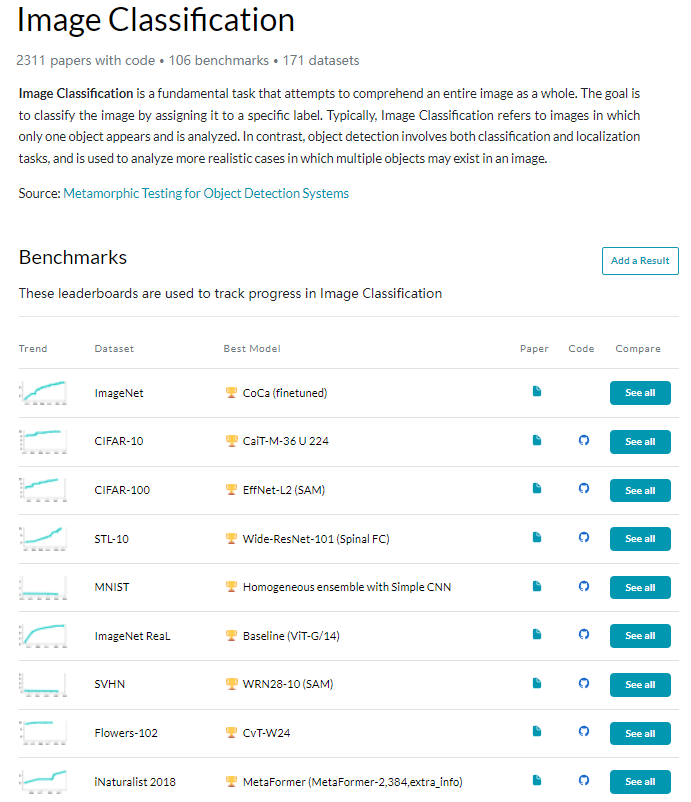 Image Classification
2311 papers with code • 106 benchmarks • 171 datasets
Image Classification is a fundamental task that attempts to comprehend an entire image as a whole. The goal is
to classify the image by assigning it to a specific label. Typically, Image Classification refers to images in which
only one object appears and is analyzed. In contrast, object detection involves both classification and localization
tasks, and is used to analyze more realistic cases in which multiple objects may exist in an image.
Source: Metamorphic Testing for Object Detection Systems
Benchmarks
Add a Result
These leaderboards are used to track progress in Image Classification
Trend Dataset Best Model Paper Code Compare
ImageNet CoCa (finetuned) See all
CIFAR-10 CaiT-M-36 U 224 See all
CIFAR-100 EffNet-L2 (SAM) See all
STL-10 Wide-ResNet-101 (Spinal FC) See all
MNIST Homogeneous ensemble with Simple CNN See all
ImageNet ReaL Baseline (ViT-G/14) See all
SVHN WRN28-10 (SAM) See all
Flowers-102 CvT-W24 See all
iNaturalist 2018 MetaFormer (MetaFormer-2,384,extra_info) See all